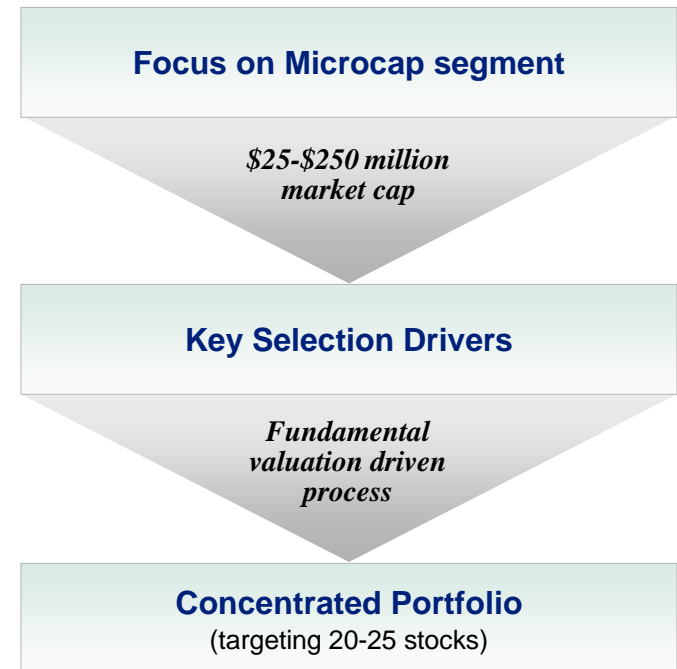 Focus on Microcap segment
$25-$250 million
market cap
Key Selection Drivers
Fundamental
valuation driven
process
Concentrated Portfolio
(targeting 20-25 stocks)